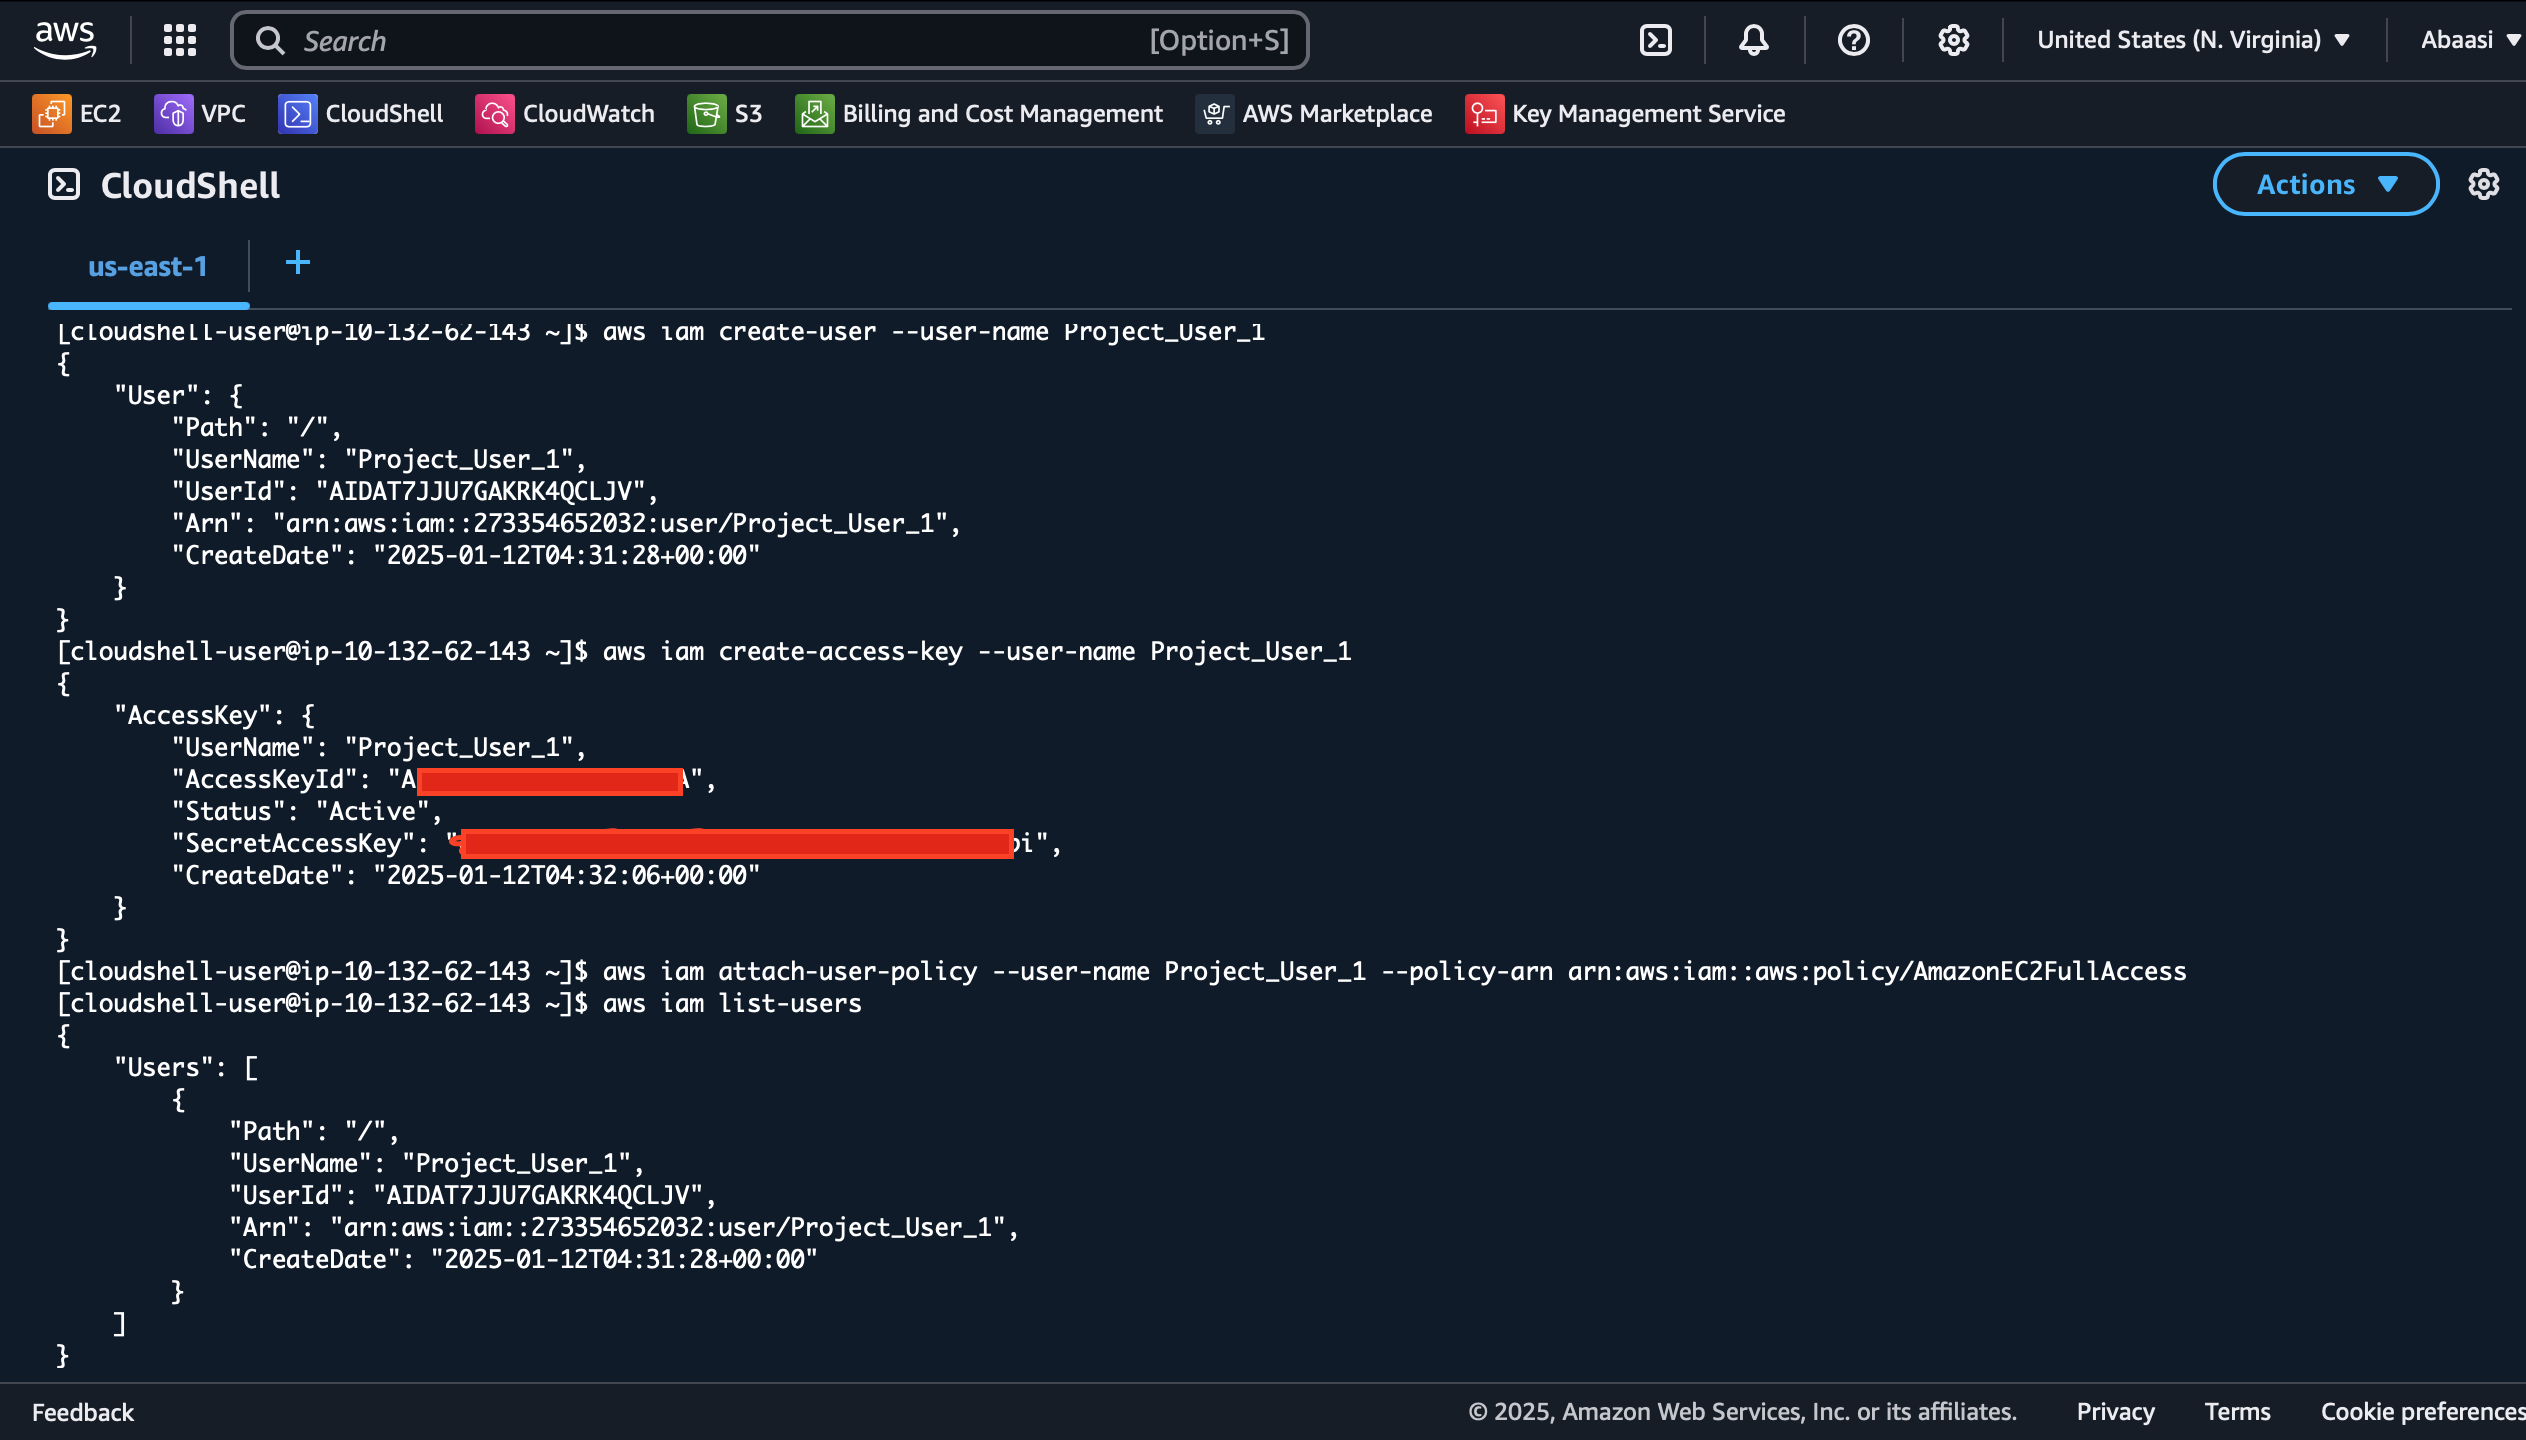 aws
Search [Option+S] United States (N. Virginia) Abaasi
EC2 VPC CloudShell CloudWatch S3 Billing and Cost Management AWS Marketplace Key Management Service
CloudShell Actions
us-east-1 +
[cloudshell-user@ip-10-132-62-143 ~]$ aws iam create-user --user-name Project_User_1
{
    "User": {
        "Path": "/",
        "UserName": "Project_User_1",
        "UserId": "AIDAT7JJU7GAKRK4QCLJV",
        "Arn": "arn:aws:iam::273354652032:user/Project_User_1",
        "CreateDate": "2025-01-12T04:31:28+00:00"
    }
}
[cloudshell-user@ip-10-132-62-143 ~]$ aws iam create-access-key --user-name Project_User_1
{
    "AccessKey": {
        "UserName": "Project_User_1",
        "AccessKeyId": "A A",
        "Status": "Active",
        "SecretAccessKey": " i",
        "CreateDate": "2025-01-12T04:32:06+00:00"
    }
}
[cloudshell-user@ip-10-132-62-143 ~]$ aws iam attach-user-policy --user-name Project_User_1 --policy-arn arn:aws:iam::aws:policy/AmazonEC2FullAccess
[cloudshell-user@ip-10-132-62-143 ~]$ aws iam list-users
{
    "Users": [
        {
            "Path": "/",
            "UserName": "Project_User_1",
            "UserId": "AIDAT7JJU7GAKRK4QCLJV",
            "Arn": "arn:aws:iam::273354652032:user/Project_User_1",
            "CreateDate": "2025-01-12T04:31:28+00:00"
        }
    ]
}
Feedback © 2025, Amazon Web Services, Inc. or its affiliates. Privacy Terms Cookie preferences